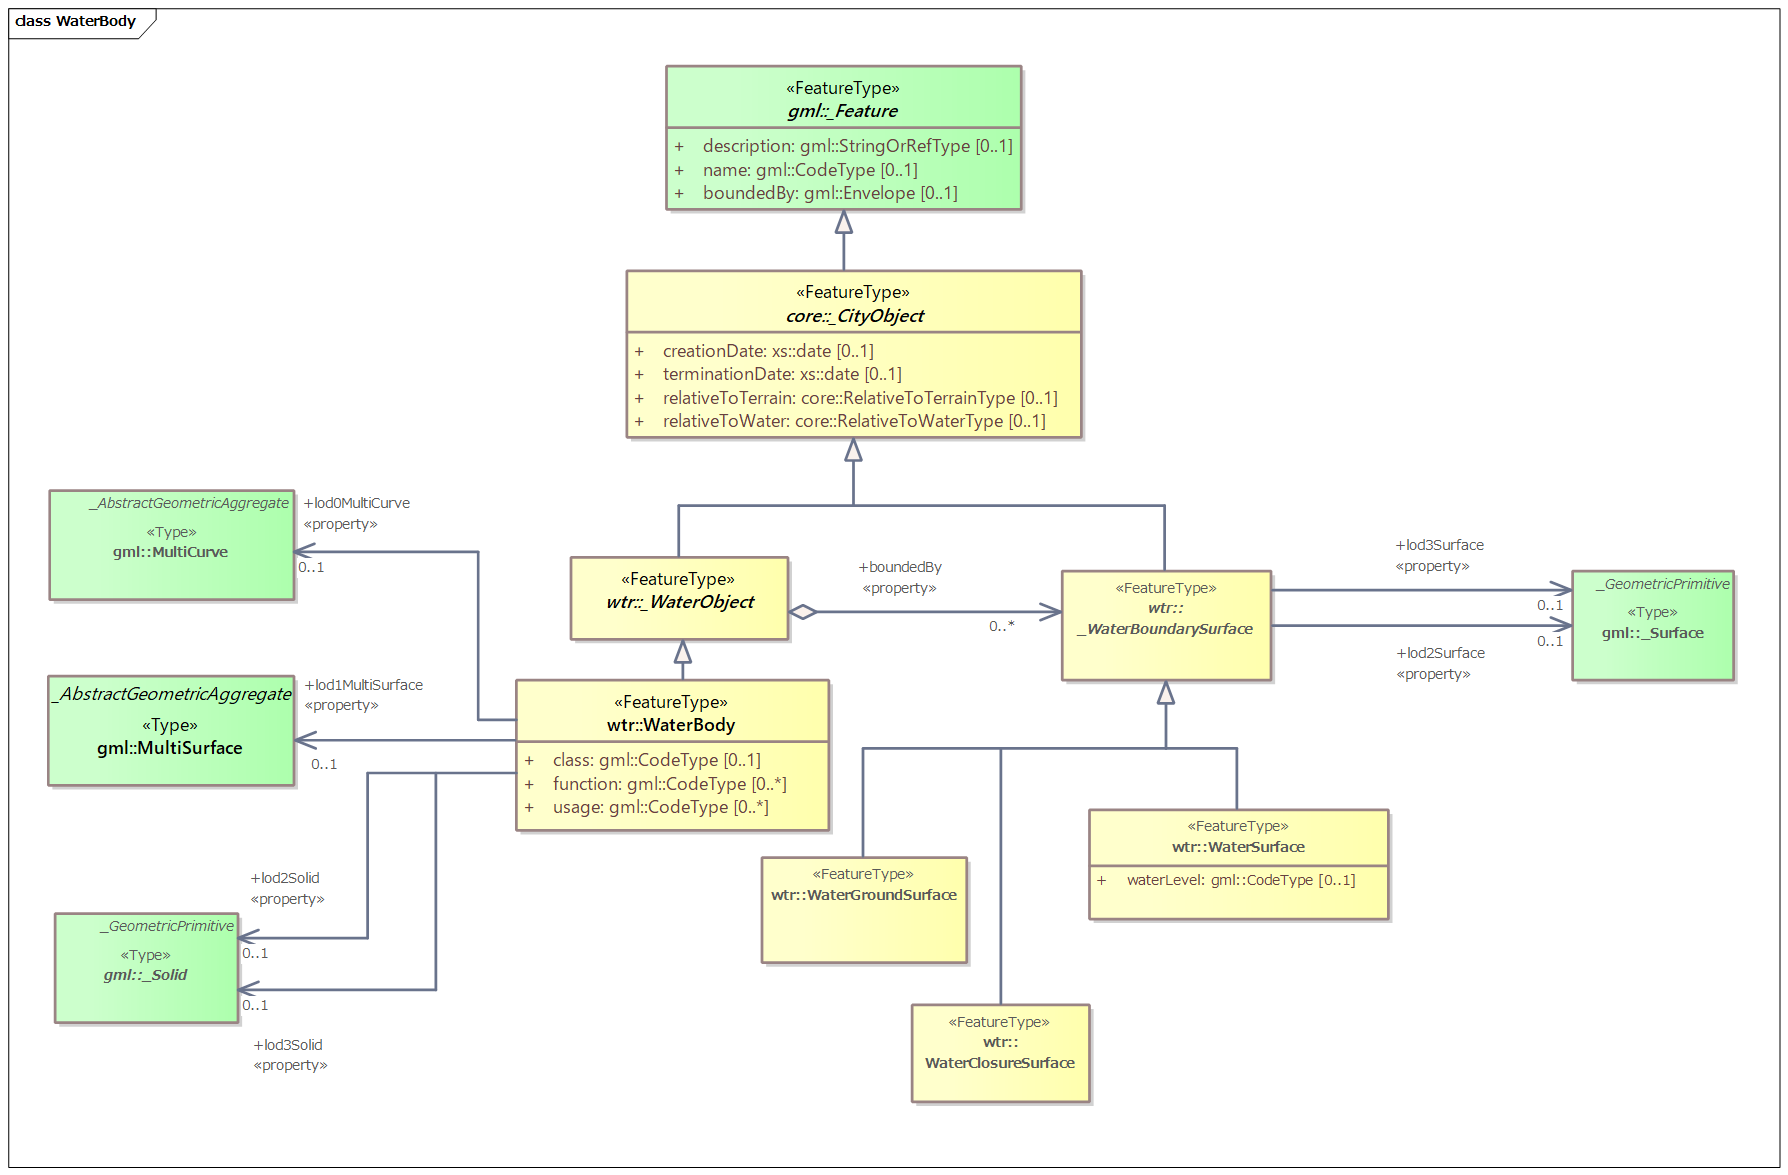 class WaterBody
«FeatureType»
gml::_Feature
+ description: gml::StringOrRefType [0..1]
+ name: gml::CodeType [0..1]
+ boundedBy: gml::Envelope [0..1]
«FeatureType»
core::_CityObject
+ creationDate: xs::date [0..1]
+ terminationDate: xs::date [0..1]
+ relativeToTerrain: core::RelativeToTerrainType [0..1]
+ relativeToWater: core::RelativeToWaterType [0..1]
_AbstractGeometricAggregate
«Type»
gml::MultiCurve
+lod0MultiCurve
«property»
0..1
«FeatureType»
wtr::_WaterObject
+boundedBy
«property»
0..*
«FeatureType»
wtr::
_WaterBoundarySurface
+lod3Surface
«property»
0..1
0..1
+lod2Surface
«property»
_GeometricPrimitive
«Type»
gml::_Surface
_AbstractGeometricAggregate
«Type»
gml::MultiSurface
+lod1MultiSurface
«property»
0..1
«FeatureType»
wtr::WaterBody
+ class: gml::CodeType [0..1]
+ function: gml::CodeType [0..*]
+ usage: gml::CodeType [0..*]
«FeatureType»
wtr::WaterSurface
+ waterLevel: gml::CodeType [0..1]
«FeatureType»
wtr::WaterGroundSurface
+lod2Solid
«property»
0..1
_GeometricPrimitive
«Type»
gml::_Solid
0..1
+lod3Solid
«property»
«FeatureType»
wtr::
WaterClosureSurface